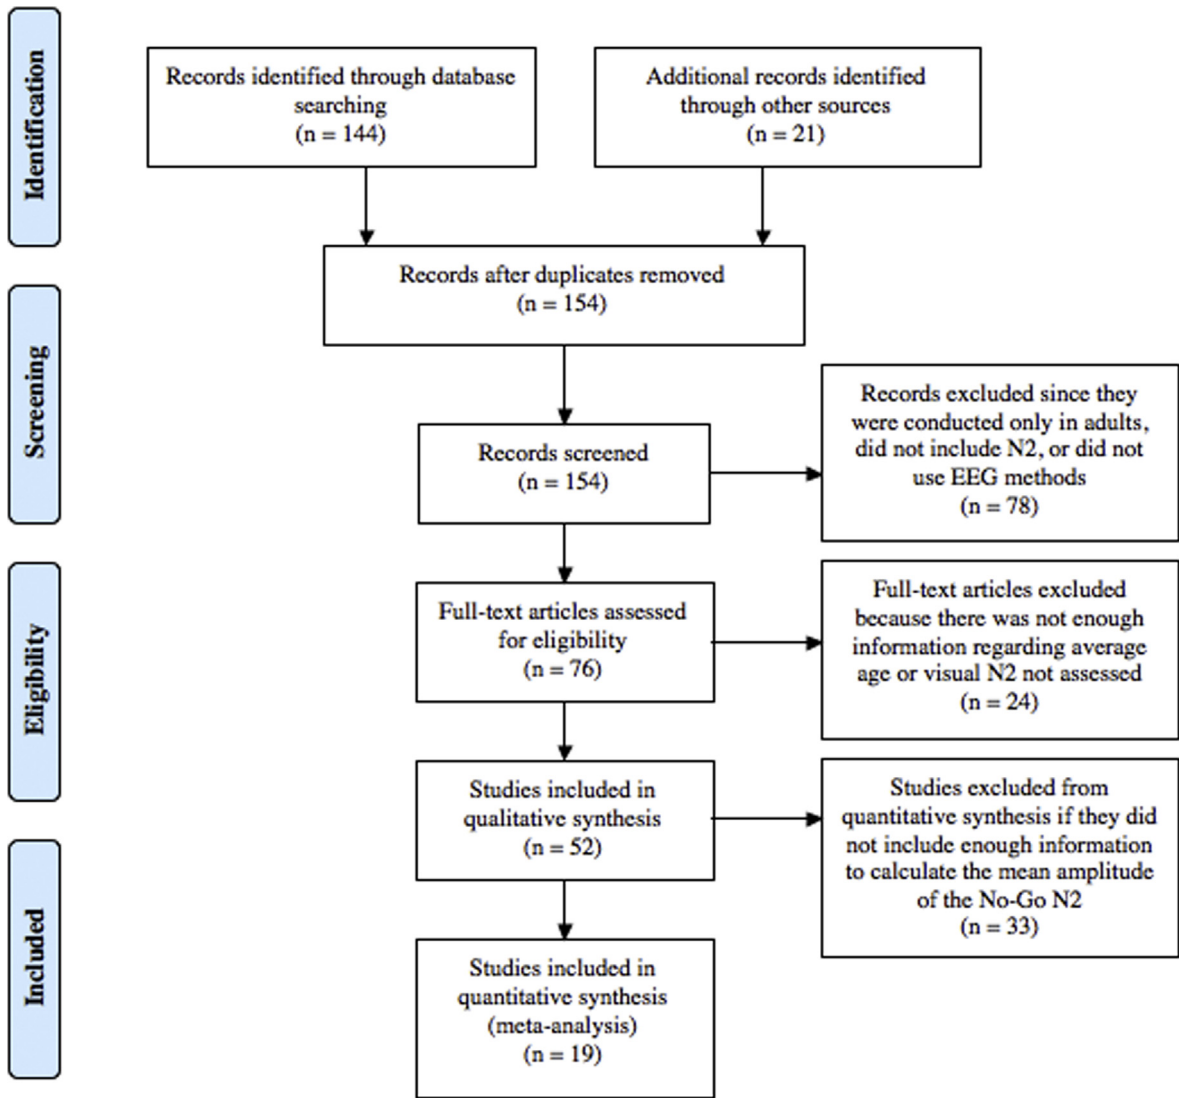 Identification
Records identified through database
searching
(n = 144)
Additional records identified
through other sources
(n = 21)
Records after duplicates removed
(n = 154)
Screening
Records screened
(n = 154)
Records excluded since they
were conducted only in adults,
did not include N2, or did not
use EEG methods
(n = 78)
Eligibility
Full-text articles assessed
for eligibility
(n = 76)
Full-text articles excluded
because there was not enough
information regarding average
age or visual N2 not assessed
(n = 24)
Studies included in
qualitative synthesis
(n = 52)
Studies excluded from
quantitative synthesis if they did
not include enough information
to calculate the mean amplitude
of the No-Go N2
(n = 33)
Included
Studies included in
quantitative synthesis
(meta-analysis)
(n = 19)